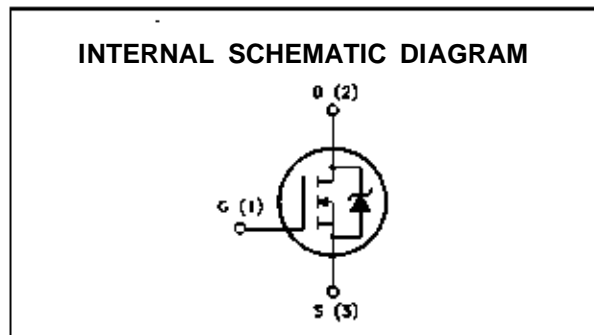 INTERNAL SCHEMATIC DIAGRAM
D (2)
G (1)
S (3)